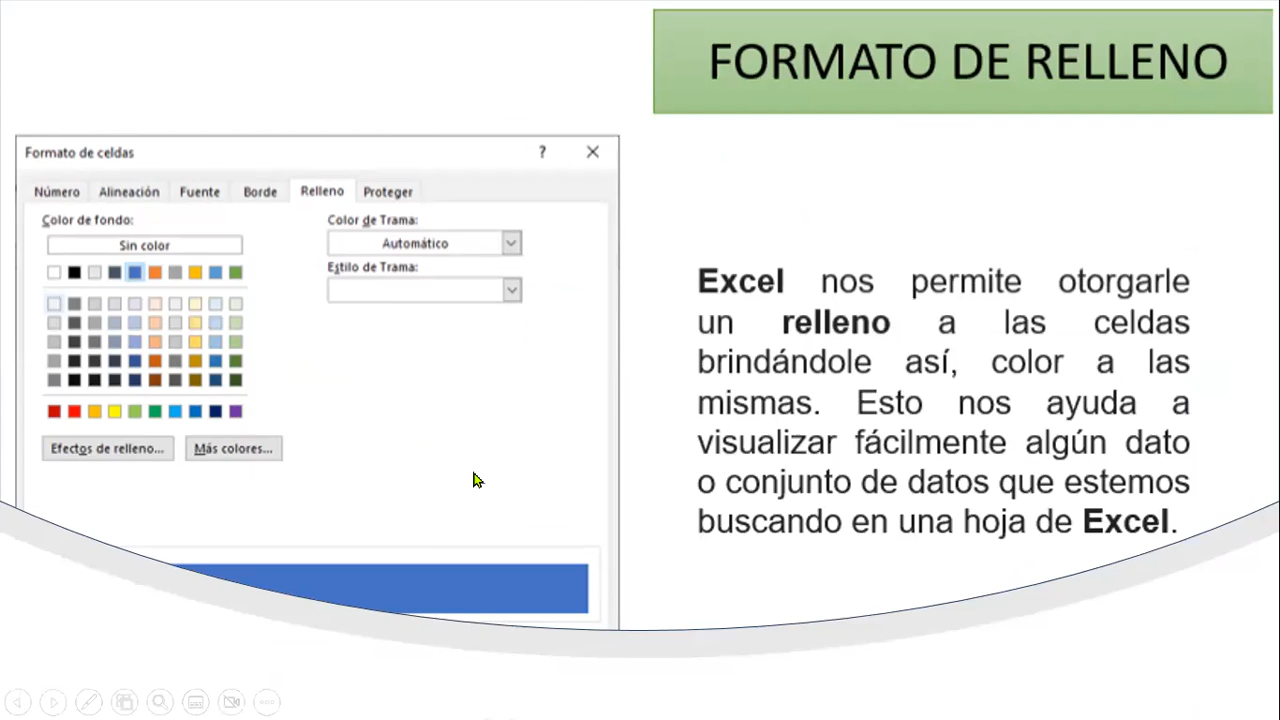 FORMATO DE RELLENO
Formato de celdas ?
Número Alineación Fuente Borde Relleno Proteger
Color de fondo: Color de Trama:
Sin color Automático
Estilo de Trama:
Efectos de relleno... Más colores...
Excel nos permite otorgarle
un relleno a las celdas
brindándole así, color a las
mismas. Esto nos ayuda a
visualizar fácilmente algún dato
o conjunto de datos que estemos
buscando en una hoja de Excel.